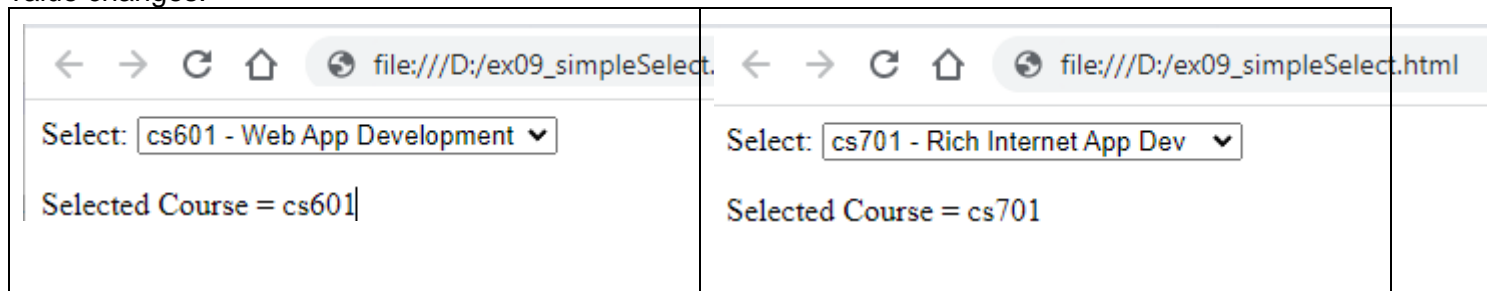 value changes.
file:///D:/ex09_simpleSelect.
Select: cs601 - Web App Development
Selected Course = cs601
file:///D:/ex09_simpleSelect.html
Select: cs701 - Rich Internet App Dev
Selected Course = cs701